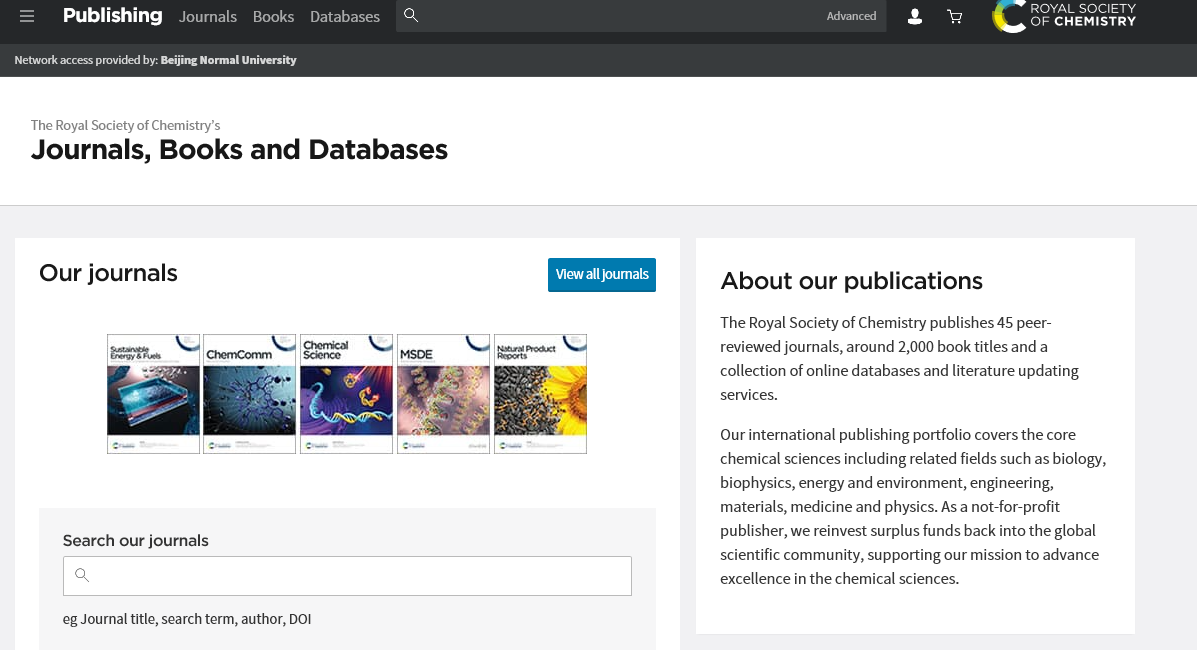 Publishing Journals Books Databases Advanced
ROYAL SOCIETY
OF CHEMISTRY
Network access provided by: Beijing Normal University
The Royal Society of Chemistry's
Journals, Books and Databases
Our journals
View all journals
Sustainable
Energy & Fuels
ChemComm
Chemical
Science
MSDE
Natural Product
Reports
Search our journals
eg Journal title, search term, author, DOI
About our publications
The Royal Society of Chemistry publishes 45 peer-
reviewed journals, around 2,000 book titles and a
collection of online databases and literature updating
services.
Our international publishing portfolio covers the core
chemical sciences including related fields such as biology,
biophysics, energy and environment, engineering,
materials, medicine and physics. As a not-for-profit
publisher, we reinvest surplus funds back into the global
scientific community, supporting our mission to advance
excellence in the chemical sciences.